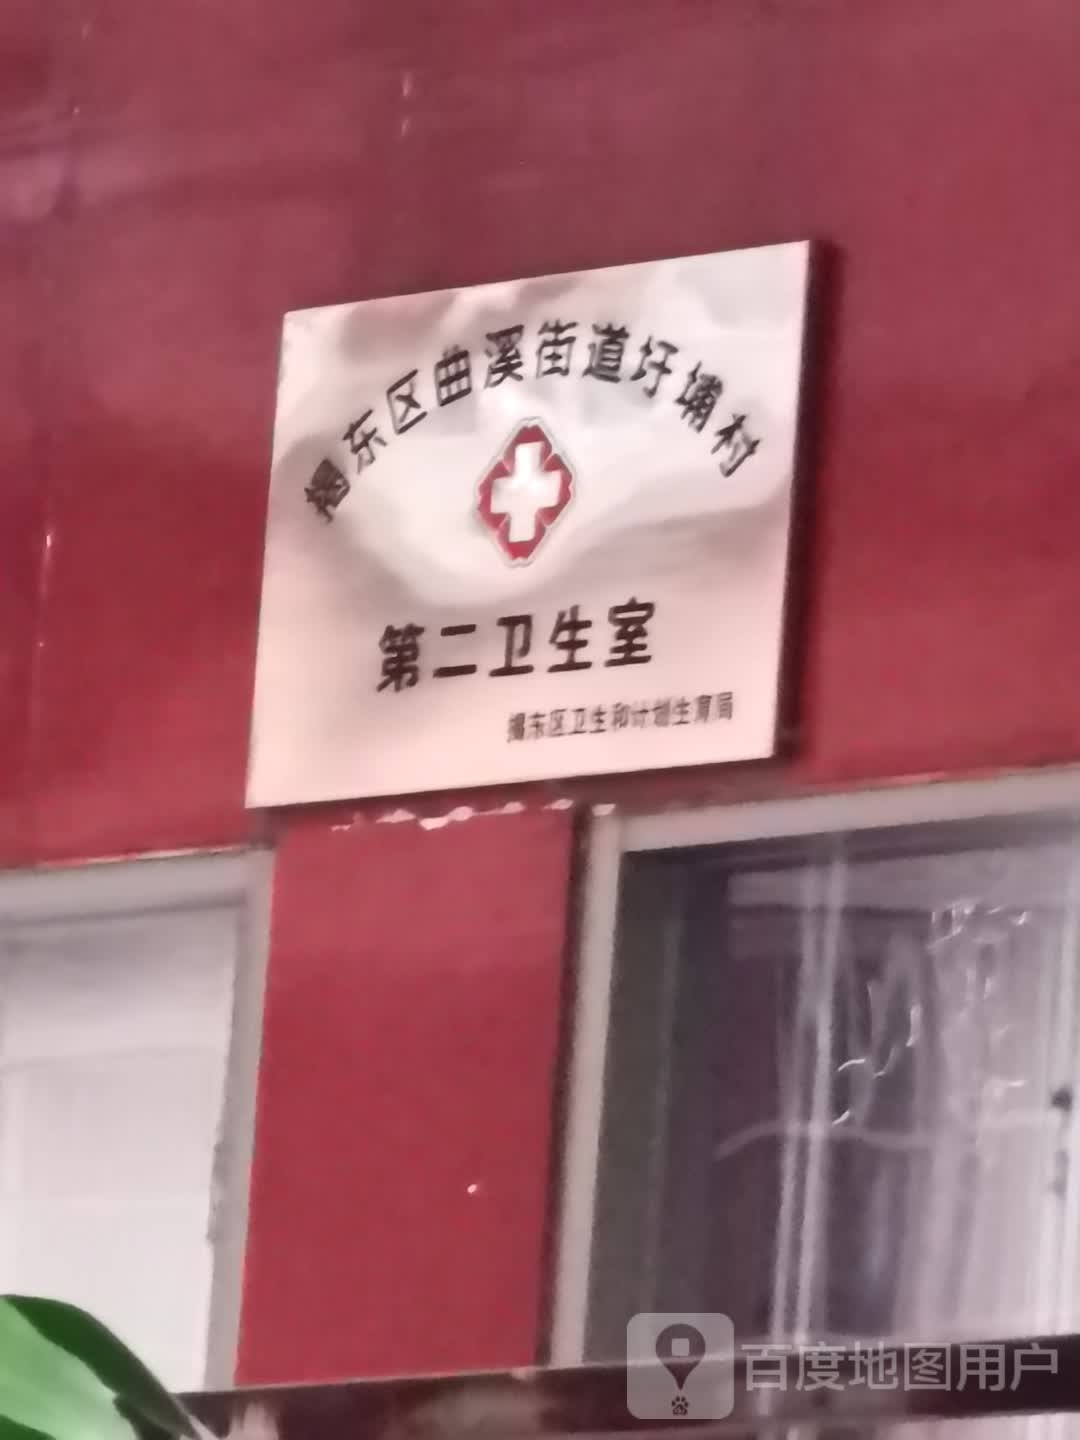 揭东区曲溪街道圩埔村
第二卫生室
揭东区卫生和计划生育局
百度地图用户